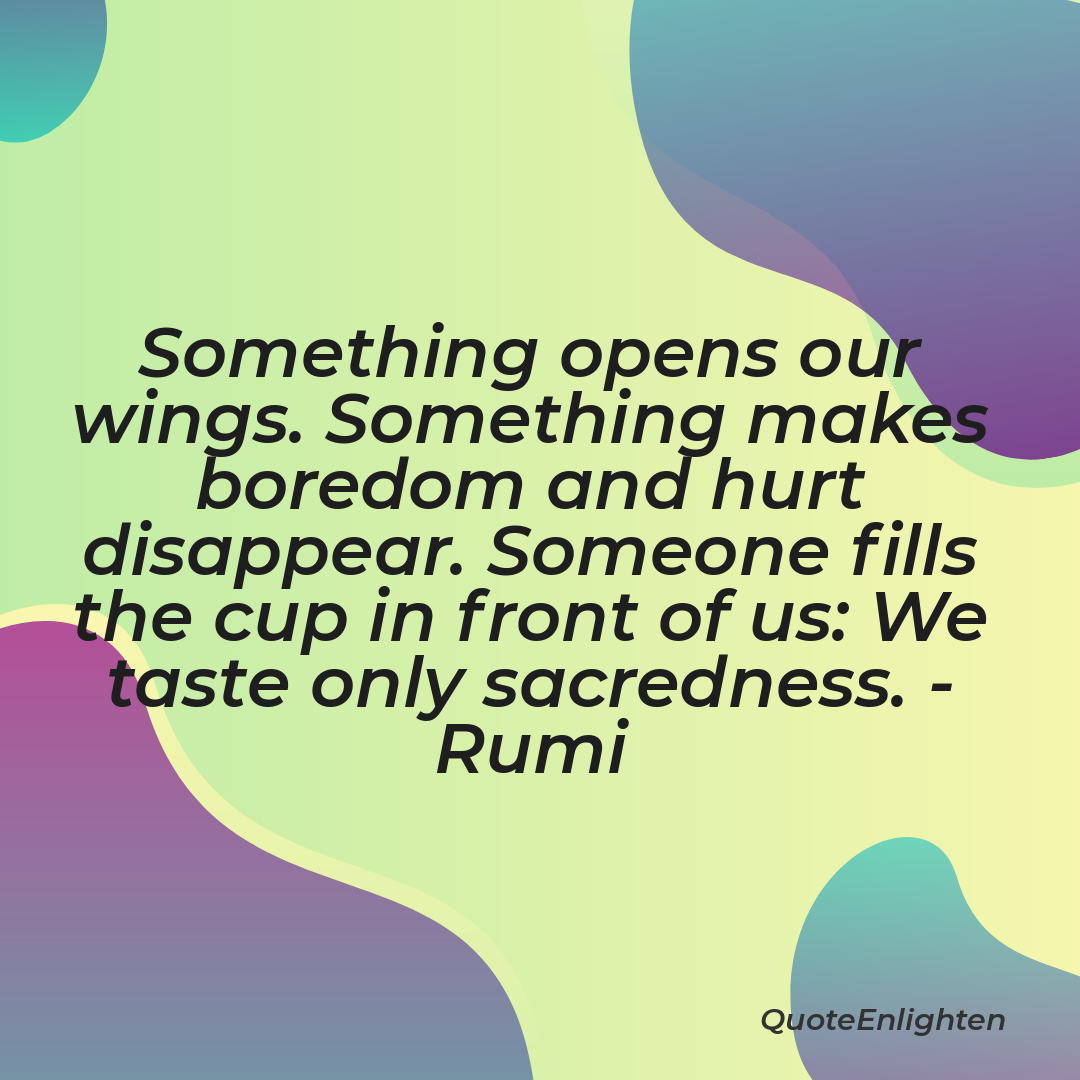 Something opens our
wings. Something makes
boredom and hurt
disappear. Someone fills
the cup in front of us: We
taste only sacredness. -
Rumi
QuoteEnlighten